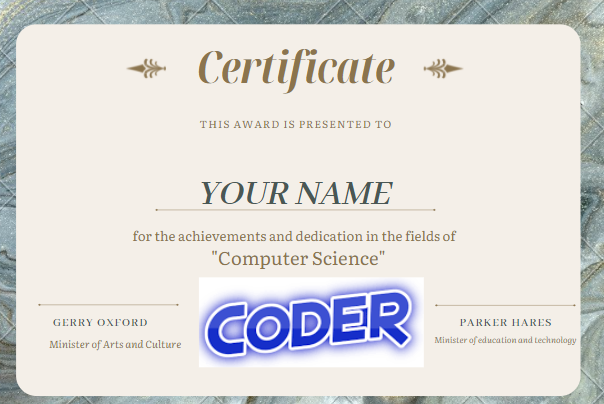 Certificate
THIS AWARD IS PRESENTED TO
YOUR NAME
for the achievements and dedication in the fields of
"Computer Science"
CODER
GERRY OXFORD
Minister of Arts and Culture
PARKER HARES
Minister of education and technology